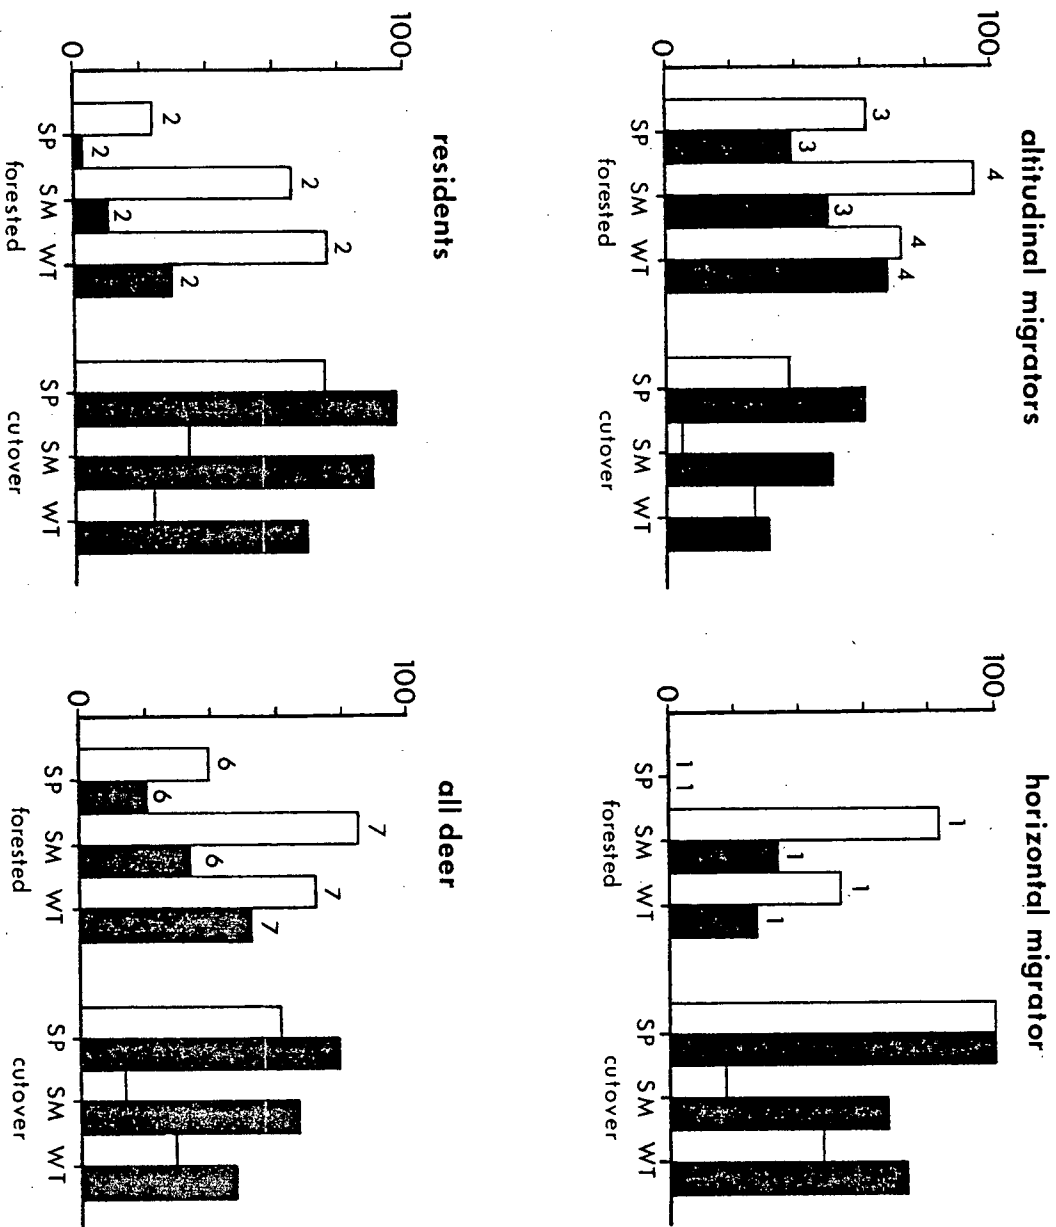 altitudinal migrators
100
4
4 4
3 3 3
0
SP SM WT SP SM WT
forested cutover
horizontal migrator
100
1
1 1 1
1 1
0
SP SM WT SP SM WT
forested cutover
residents
100
2 2
2 2 2 2
0
SP SM WT SP SM WT
forested cutover
all deer
100
7 7
6 6 6 7
0
SP SM WT SP SM WT
forested cutover